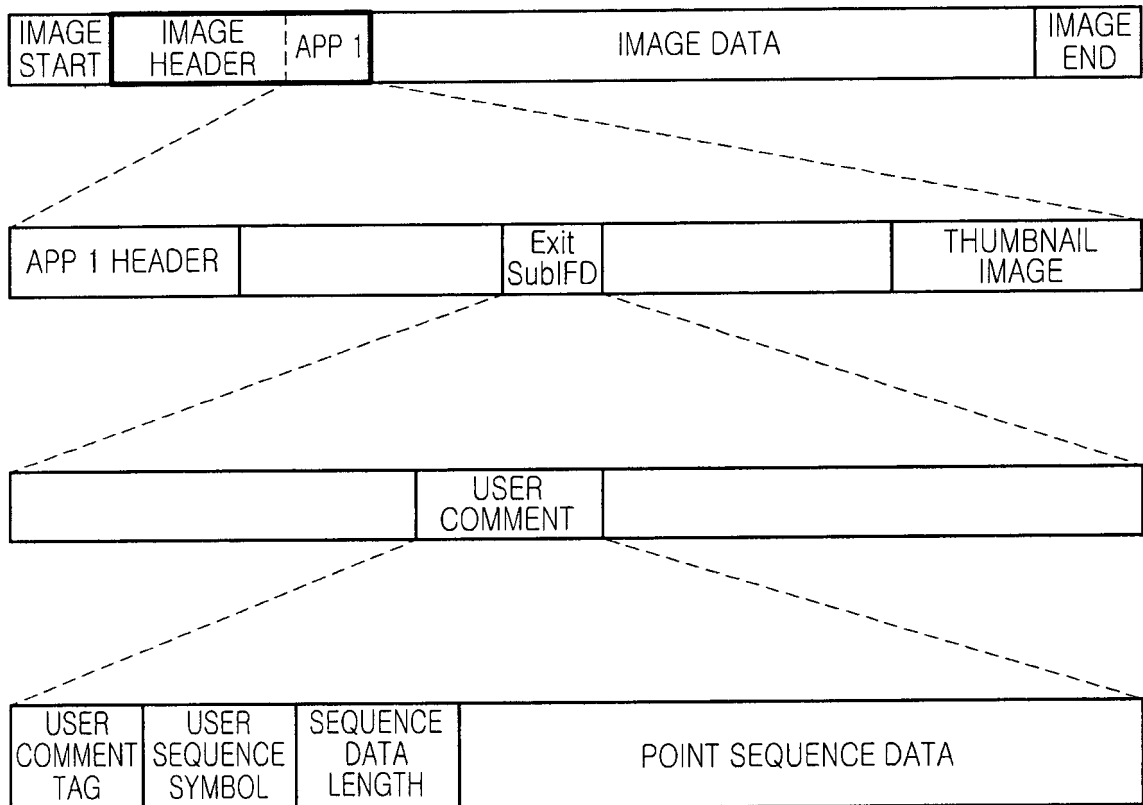 IMAGE START
IMAGE HEADER
APP 1
IMAGE DATA
IMAGE END
APP 1 HEADER
Exit SubIFD
THUMBNAIL IMAGE
USER COMMENT
USER COMMENT TAG
USER SEQUENCE SYMBOL
SEQUENCE DATA LENGTH
POINT SEQUENCE DATA